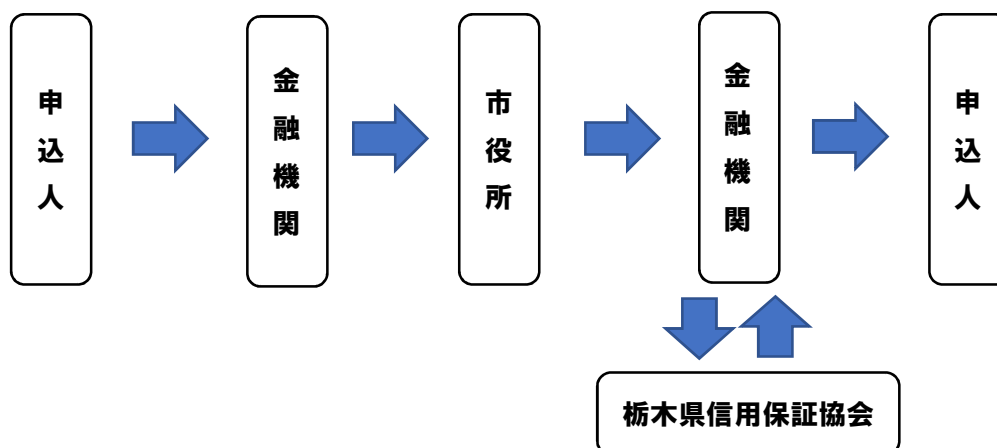 申込人
金融機関
市役所
金融機関
申込人
栃木県信用保証協会